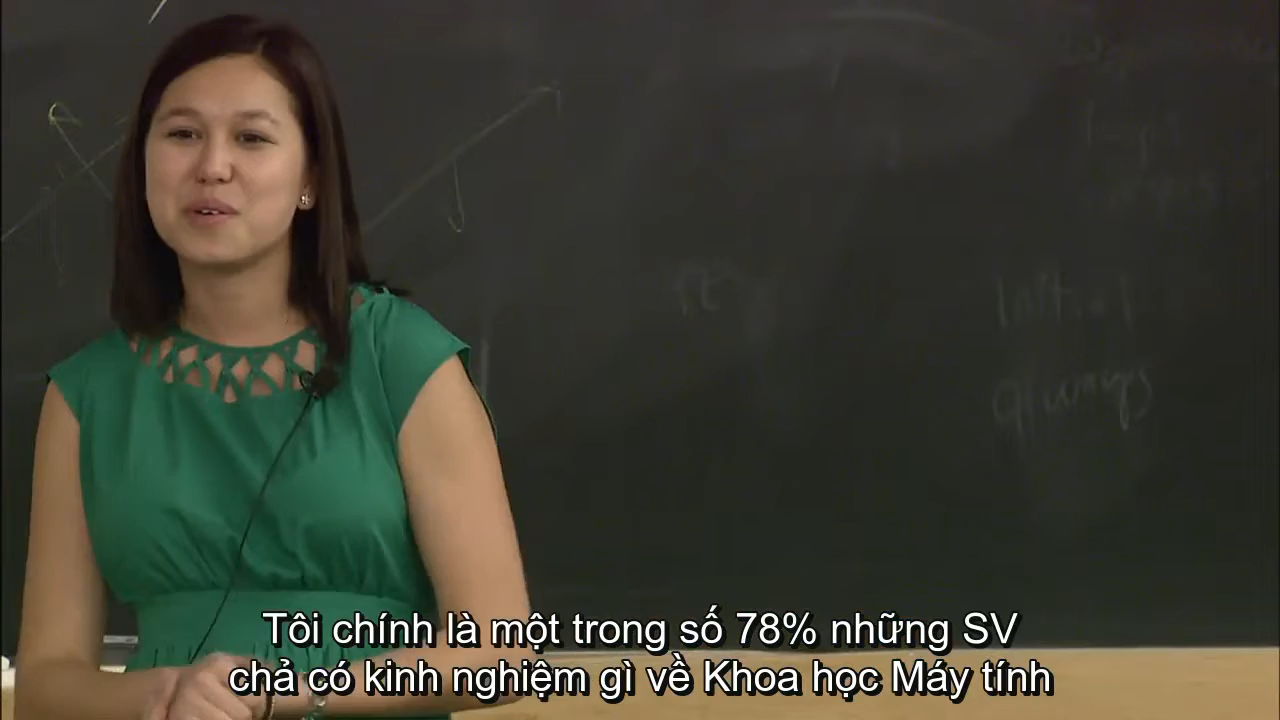 Tôi chính là một trong số 78% những SV
chả có kinh nghiệm gì về Khoa học Máy tính